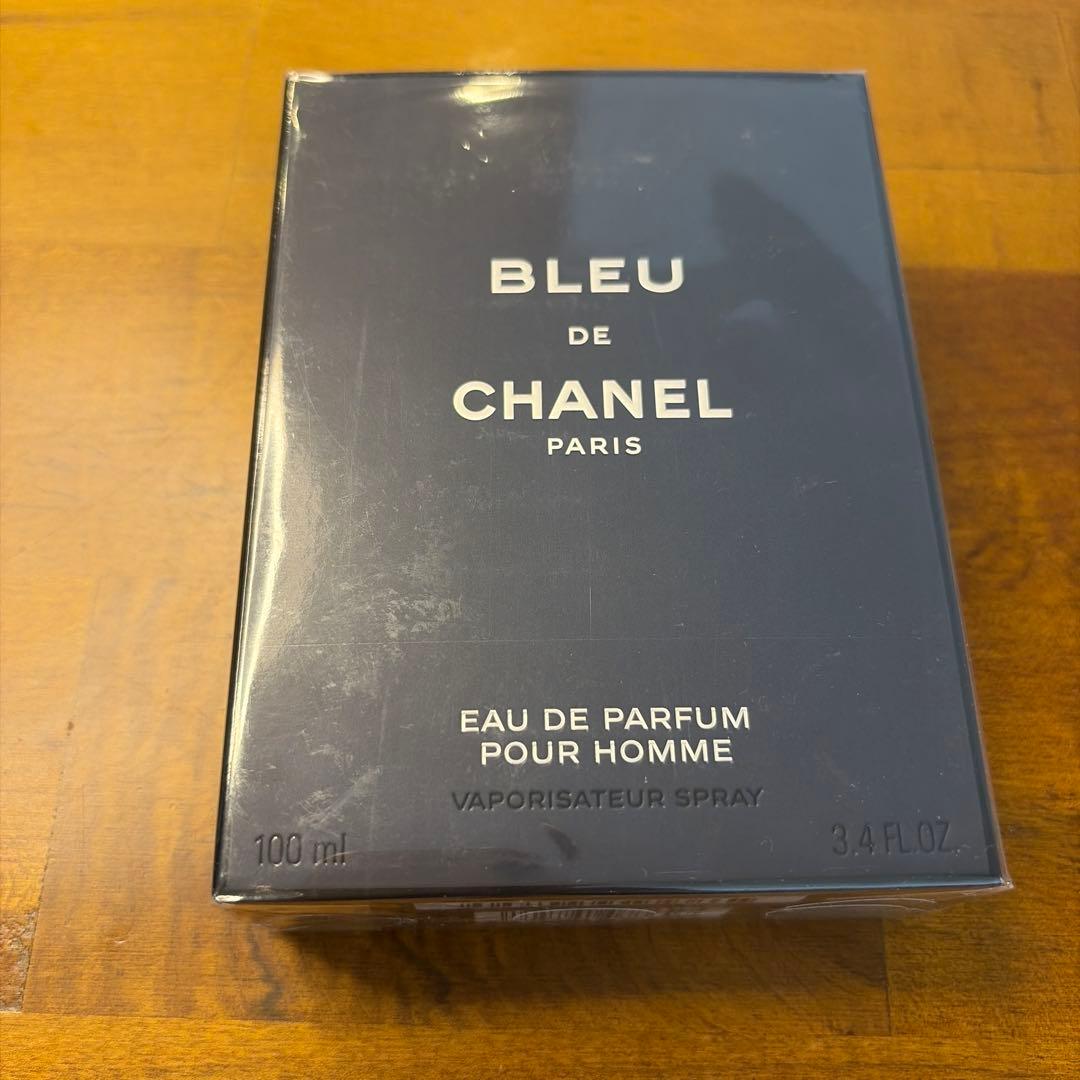 BLEU
DE
CHANEL
PARIS
EAU DE PARFUM
POUR HOMME
VAPORISATEUR SPRAY
100 ml
3.4 FL.OZ.